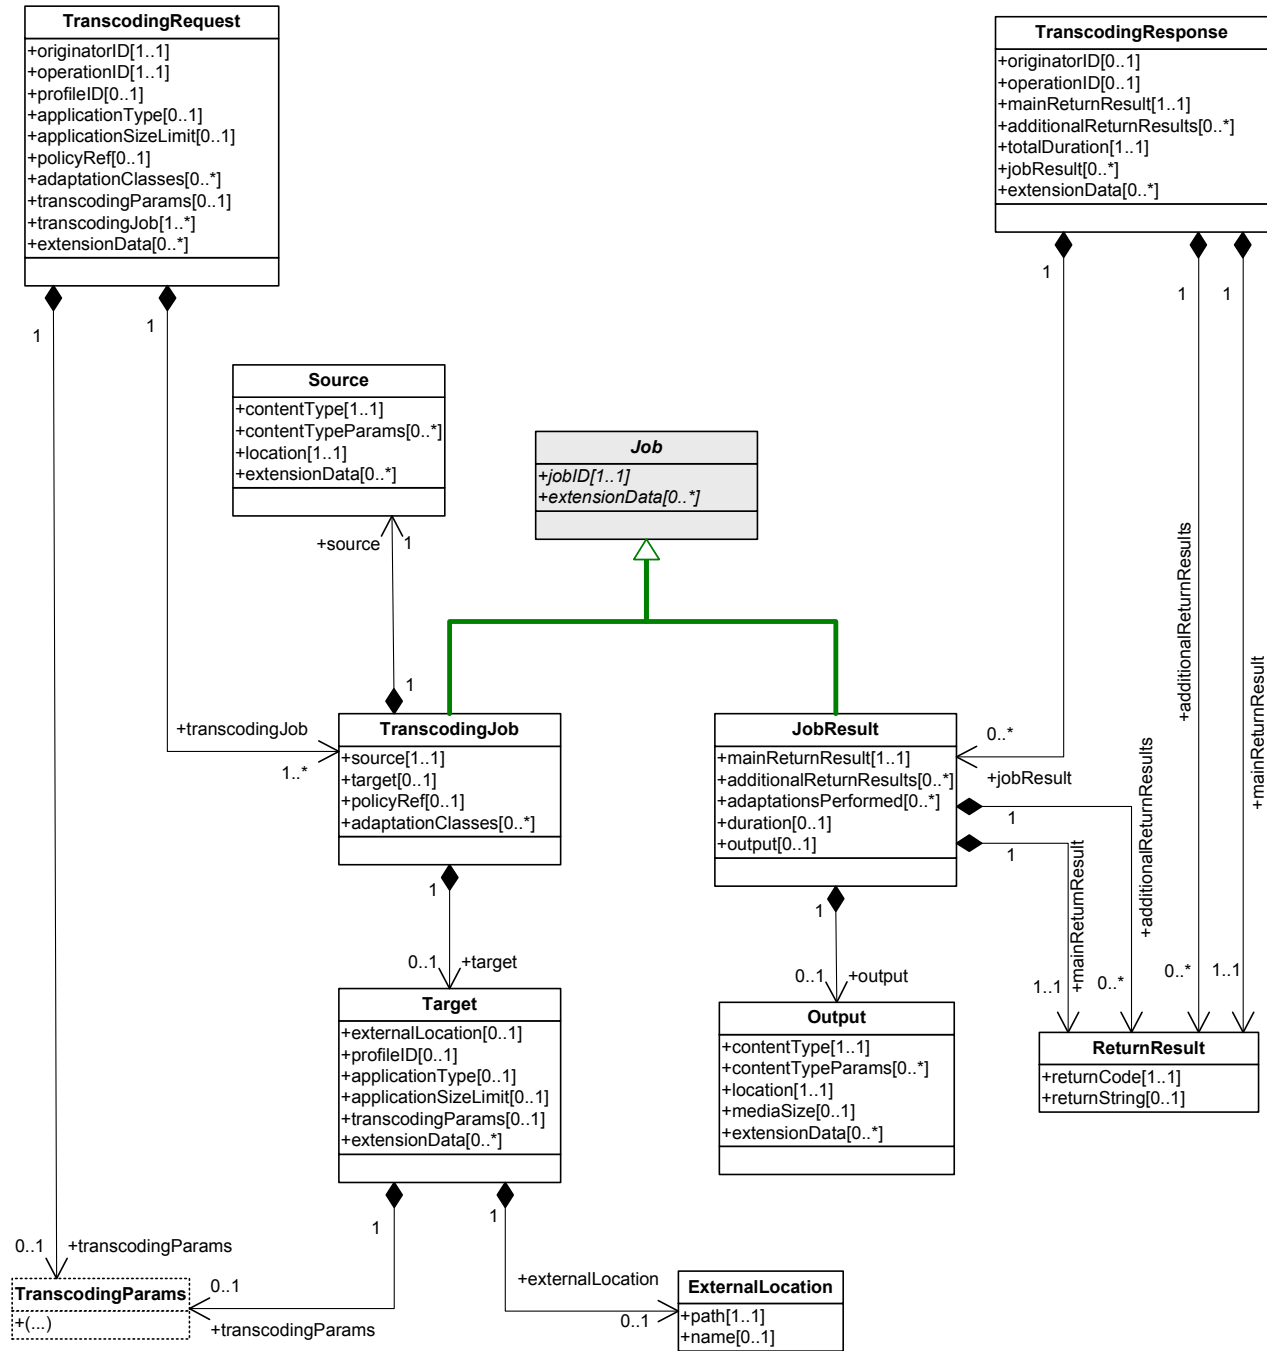 TranscodingRequest
+originatorID[1..1]
+operationID[1..1]
+profileID[0..1]
+applicationType[0..1]
+applicationSizeLimit[0..1]
+policyRef[0..1]
+adaptationClasses[0..*]
+transcodingParams[0..1]
+transcodingJob[1..*]
+extensionData[0..*]
1
1
TranscodingResponse
+originatorID[0..1]
+operationID[0..1]
+mainReturnResult[1..1]
+additionalReturnResults[0..*]
+totalDuration[1..1]
+jobResult[0..*]
+extensionData[0..*]
1
1
1
Source
+contentType[1..1]
+contentTypeParams[0..*]
+location[1..1]
+extensionData[0..*]
+source
1
1
Job
+jobID[1..1]
+extensionData[0..*]
+additionalReturnResults
+mainReturnResult
+transcodingJob
1..*
TranscodingJob
+source[1..1]
+target[0..1]
+policyRef[0..1]
+adaptationClasses[0..*]
1
JobResult
+mainReturnResult[1..1]
+additionalReturnResults[0..*]
+adaptationsPerformed[0..*]
+duration[0..1]
+output[0..1]
0..*
+jobResult
1
1
1
+mainReturnResult
+additionalReturnResults
0..1
+target
0..1
+output
1..1
0..*
0..*
1..1
Target
+externalLocation[0..1]
+profileID[0..1]
+applicationType[0..1]
+applicationSizeLimit[0..1]
+transcodingParams[0..1]
+extensionData[0..*]
1
1
Output
+contentType[1..1]
+contentTypeParams[0..*]
+location[1..1]
+mediaSize[0..1]
+extensionData[0..*]
ReturnResult
+returnCode[1..1]
+returnString[0..1]
0..1
+transcodingParams
TranscodingParams
+(...)
0..1
+transcodingParams
+externalLocation
0..1
ExternalLocation
+path[1..1]
+name[0..1]